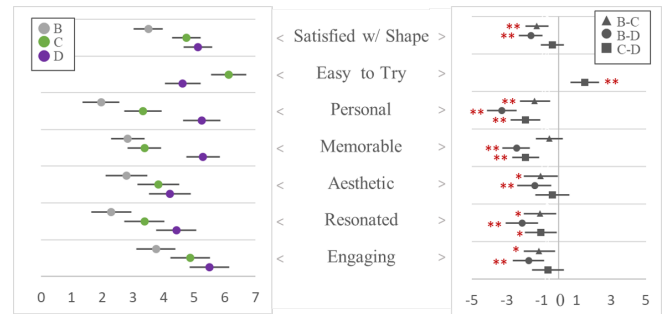 B
C
D
< Satisfied w/ Shape >
< Easy to Try >
< Personal >
< Memorable >
< Aesthetic >
< Resonated >
< Engaging >
0 1 2 3 4 5 6 7
B-C
B-D
C-D
**
**
**
**
**
**
**
**
*
**
*
**
*
*
**
-5 -3 -1 0 1 3 5